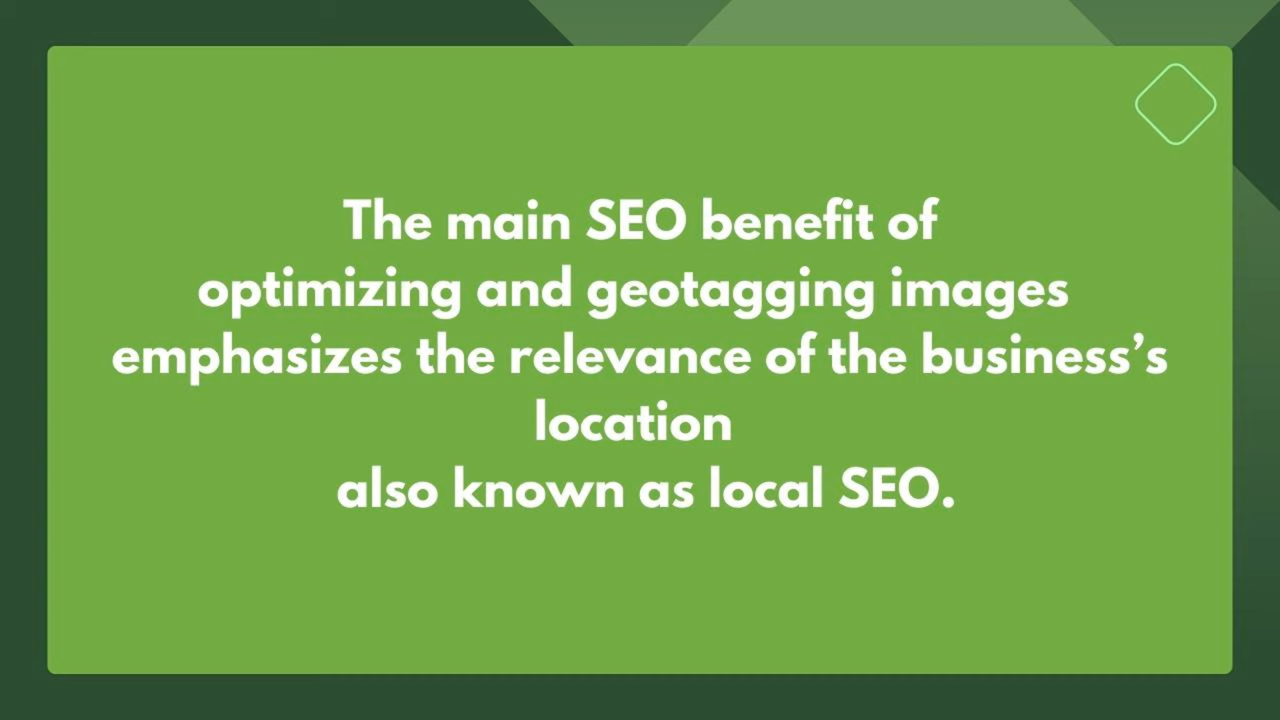 The main SEO benefit of
optimizing and geotagging images
emphasizes the relevance of the business’s
location
also known as local SEO.